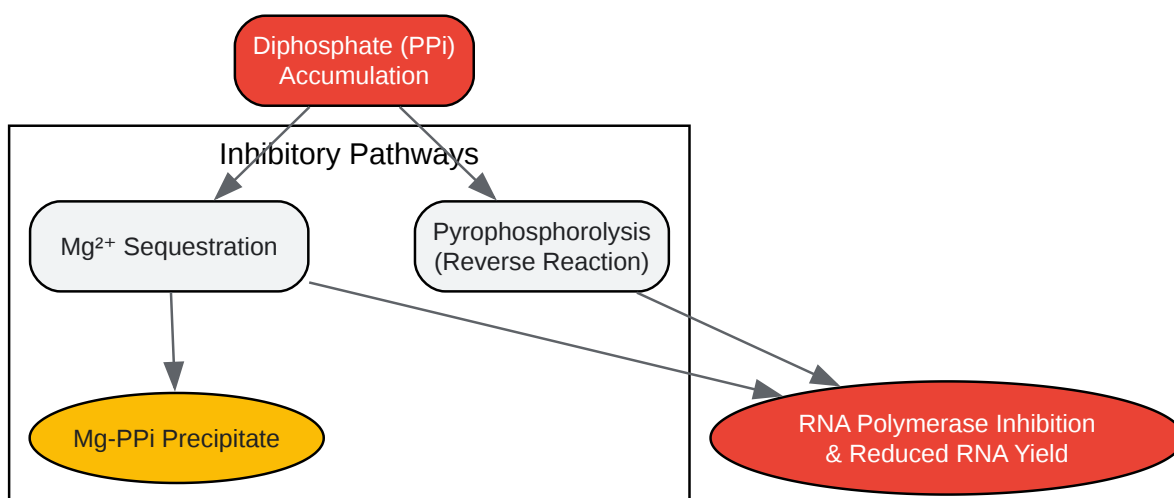 Diphosphate (PPi)
Accumulation
Inhibitory Pathways
Mg²⁺ Sequestration
Pyrophosphorolysis
(Reverse Reaction)
Mg-PPi Precipitate
RNA Polymerase Inhibition
& Reduced RNA Yield